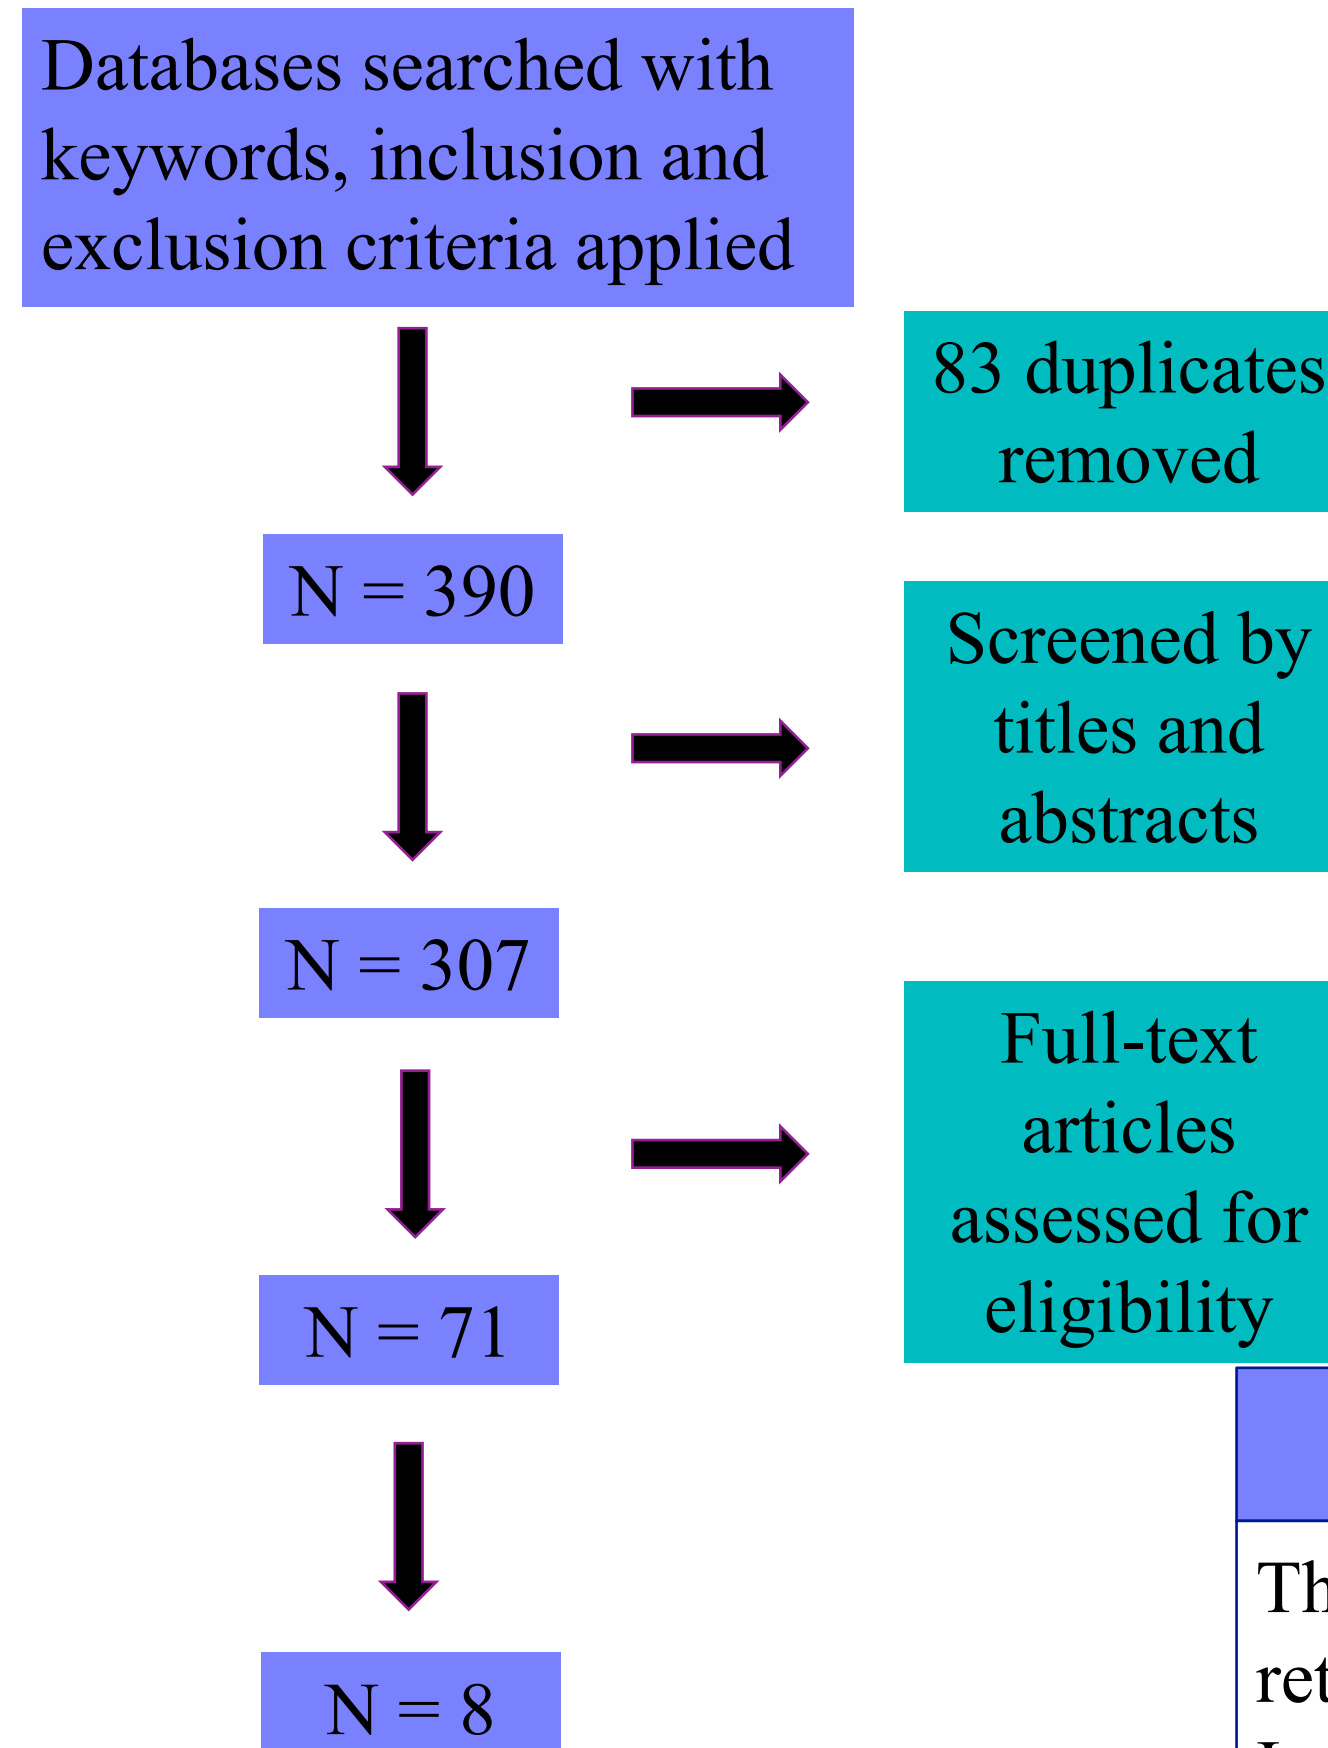 Databases searched with
keywords, inclusion and
exclusion criteria applied
83 duplicates
removed
N = 390
Screened by
titles and
abstracts
N = 307
Full-text
articles
assessed for
eligibility
N = 71
N = 8